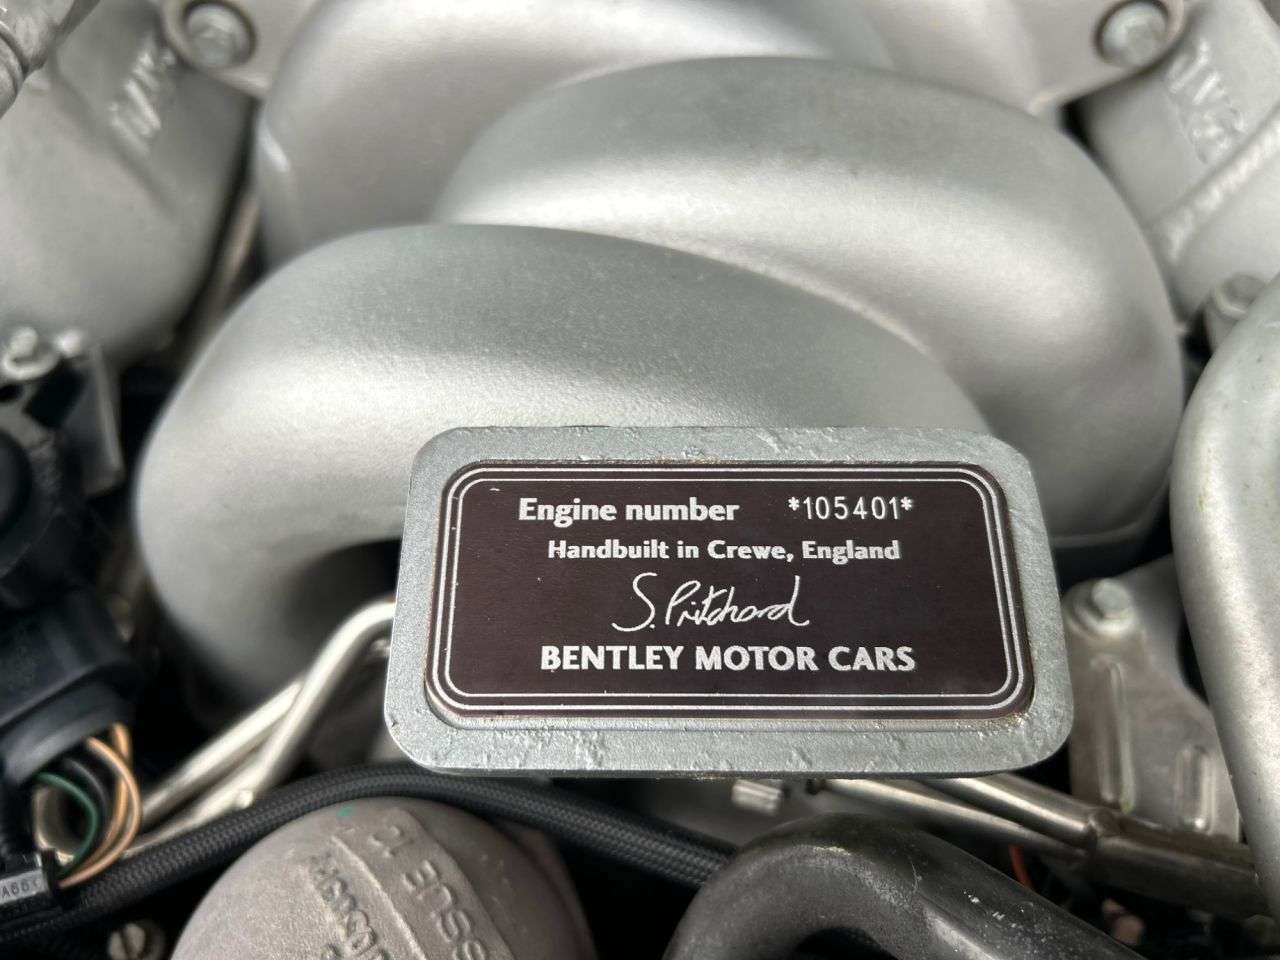 Engine number *105401*
Handbuilt in Crewe, England
S. Pritchard
BENTLEY MOTOR CARS